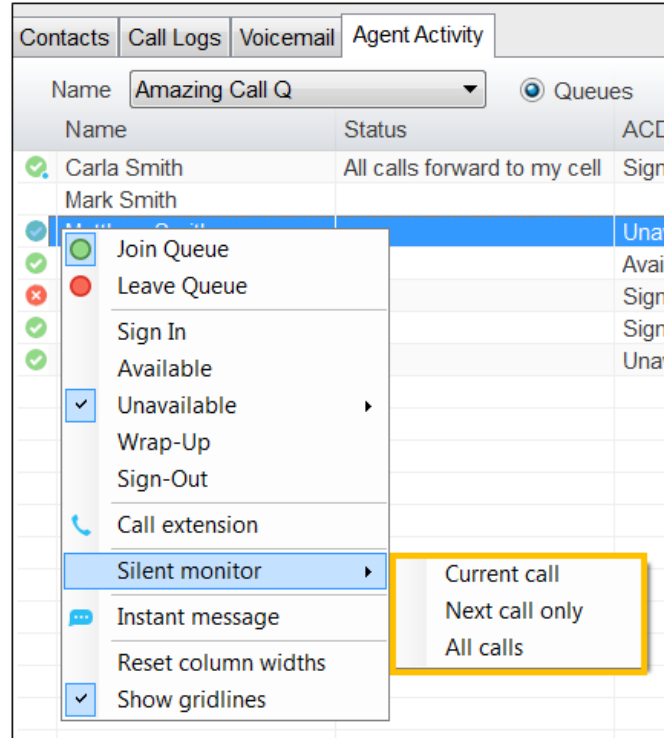 Contacts Call Logs Voicemail Agent Activity
Name Amazing Call Q Queues
Name Status ACD
Carla Smith All calls forward to my cell Sign
Mark Smith
Una
Join Queue Avai
Leave Queue Sign
Sign In Sign
Available Una
Unavailable
Wrap-Up
Sign-Out
Call extension
Silent monitor Current call
Next call only
Instant message
All calls
Reset column widths
Show gridlines